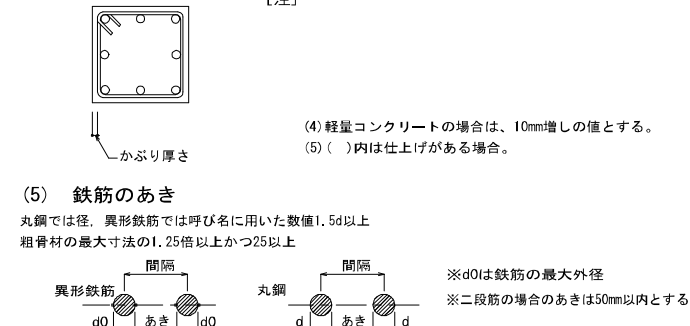 [注]
(4)軽量コンクリートの場合は、10mm増しの値とする。
(5)(　)内は仕上げがある場合。
かぶり厚さ
(5)　鉄筋のあき
丸鋼では径, 異形鉄筋では呼び名に用いた数値1.5d以上
粗骨材の最大寸法の1.25倍以上かつ25以上
間隔
異形鉄筋
d0
あき
d0
間隔
丸鋼
d
あき
d
※d0は鉄筋の最大外径
※二段筋の場合のあきは50mm以内とする